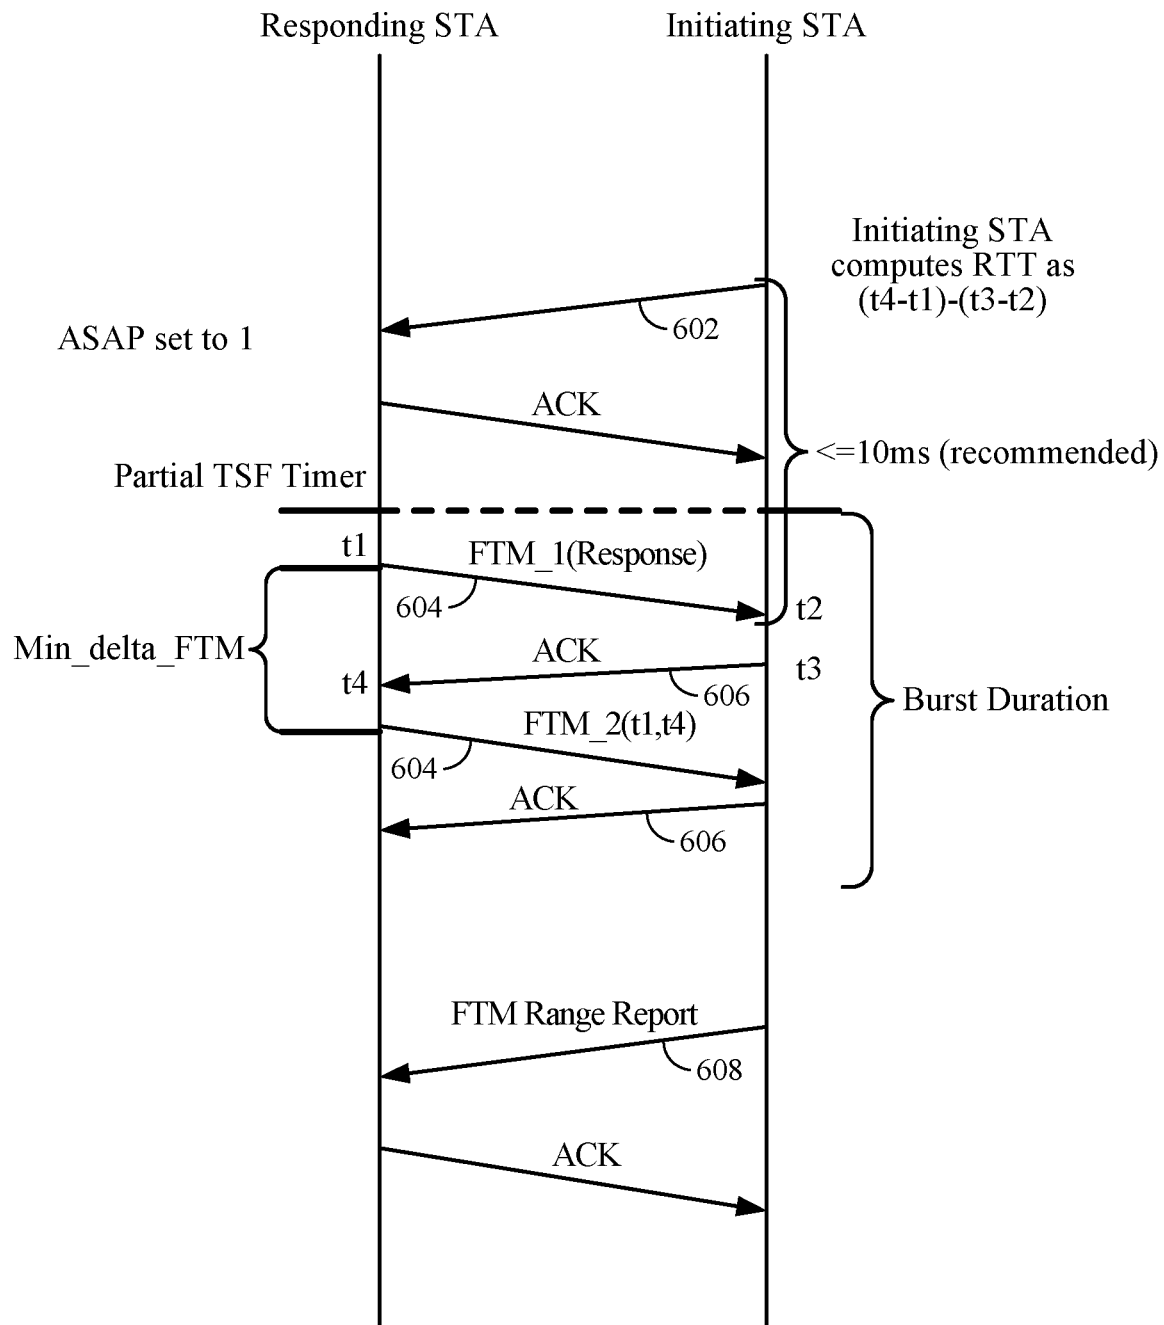 Responding STA
Initiating STA
Initiating STA
computes RTT as
(t4-t1)-(t3-t2)
602
ASAP set to 1
ACK
<=10ms (recommended)
Partial TSF Timer
t1
FTM_1(Response)
604
t2
Min_delta_FTM
ACK
t3
t4
606
Burst Duration
FTM_2(t1,t4)
604
ACK
606
FTM Range Report
608
ACK